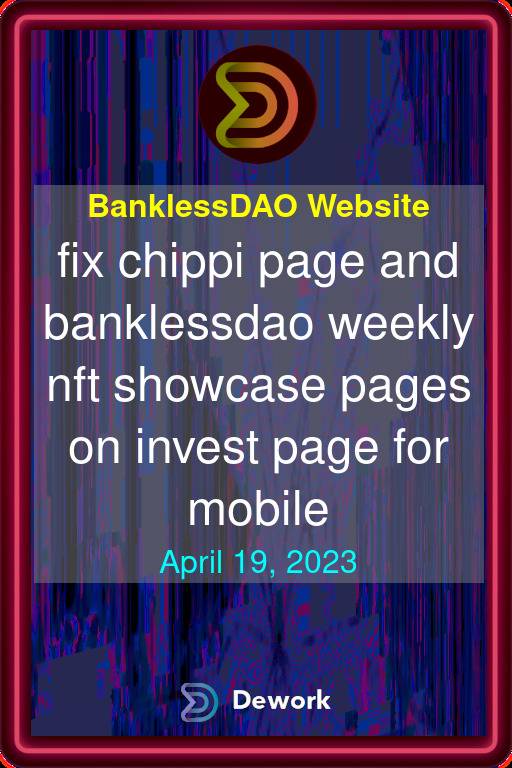 BanklessDAO Website
fix chippi page and
banklessdao weekly
nft showcase pages
on invest page for
mobile
April 19, 2023
Dework